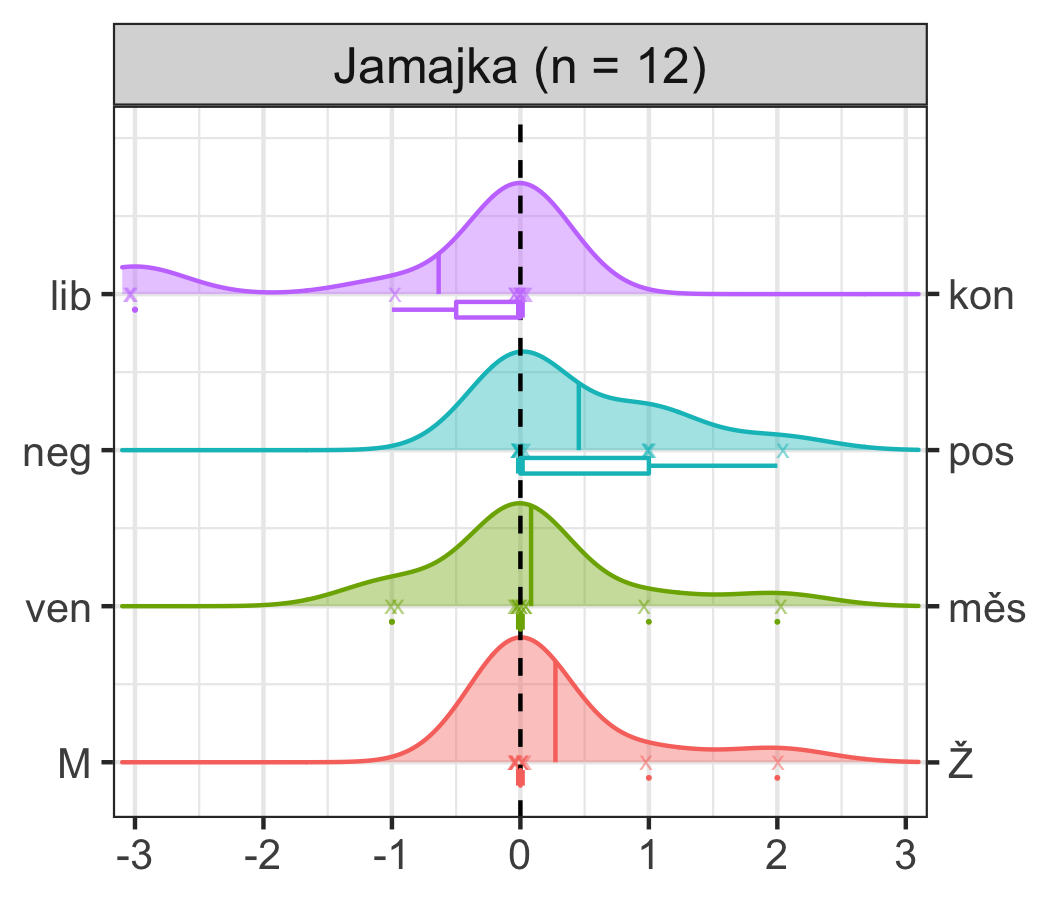 Jamajka (n = 12)
lib kon
neg pos
ven měs
M Ž
-3 -2 -1 0 1 2 3